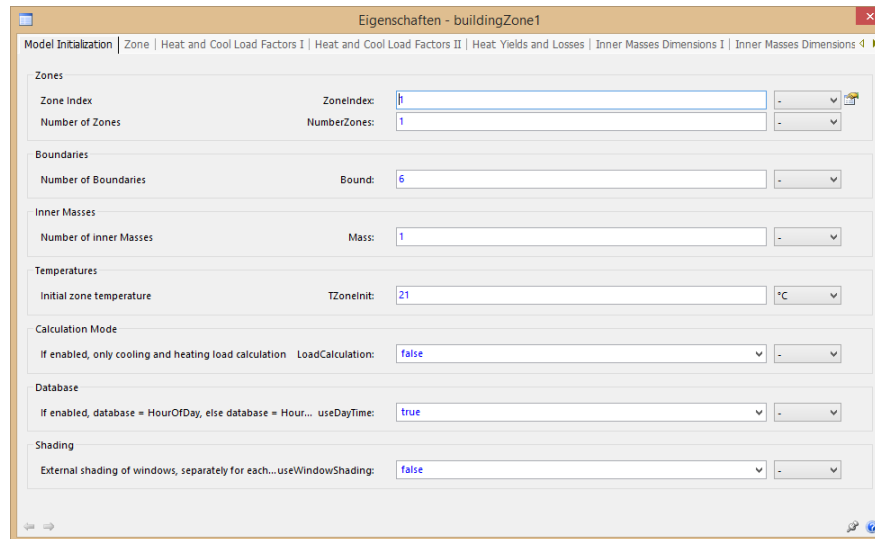 Eigenschaften - buildingZone1
Model Initialization | Zone | Heat and Cool Load Factors I | Heat and Cool Load Factors II | Heat Yields and Losses | Inner Masses Dimensions I | Inner Masses Dimensions
Zones
Zone Index ZoneIndex: 1 -
Number of Zones NumberZones: 1 -
Boundaries
Number of Boundaries Bound: 6 -
Inner Masses
Number of inner Masses Mass: 1 -
Temperatures
Initial zone temperature TZoneInit: 21 °C
Calculation Mode
If enabled, only cooling and heating load calculation LoadCalculation: false -
Database
If enabled, database = HourOfDay, else database = Hour... useDayTime: true -
Shading
External shading of windows, separately for each... useWindowShading: false -